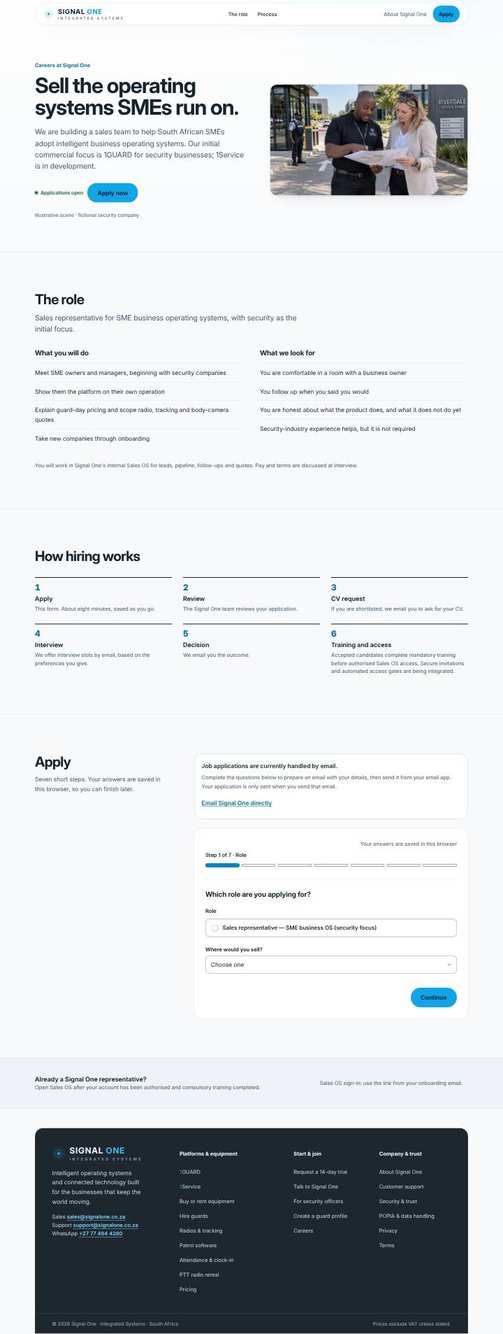 SIGNAL ONE
INTEGRATED SYSTEMS
The role
Process
About Signal One
Apply
Careers at Signal One
Sell the operating
systems SMEs run on.
We are building a sales team to help South African SMEs
adopt intelligent business operating systems. Our initial
commercial focus is 1GUARD for security businesses; 1Service
is in development.
Applications open
Apply now
Illustrative scene · fictional security company
RIVERDALE
The role
Sales representative for SME business operating systems, with security as the
initial focus.
What you will do
Meet SME owners and managers, beginning with security companies
Show them the platform on their own operation
Explain guard-day pricing and scope radio, tracking and body-camera
quotes
Take new companies through onboarding
What we look for
You are comfortable in a room with a business owner
You follow up when you said you would
You are honest about what the product does, and what it does not do yet
Security-industry experience helps, but it is not required
You will work in Signal One's internal Sales OS for leads, pipeline, follow-ups and quotes. Pay and terms are discussed at interview.
How hiring works
1
Apply
This form. About eight minutes, saved as you go.
2
Review
The Signal One team reviews your application.
3
CV request
If you are shortlisted, we email you to ask for your CV.
4
Interview
We offer interview slots by email, based on the
preferences you give.
5
Decision
We email you the outcome.
6
Training and access
Accepted candidates complete mandatory training
before authorised Sales OS access. Secure invitations
and automated access gates are being integrated.
Apply
Seven short steps. Your answers are saved in
this browser, so you can finish later.
Job applications are currently handled by email.
Complete the questions below to prepare an email with your details, then send it from your email app.
Your application is only sent when you send that email.
Email Signal One directly
Your answers are saved in this browser
Step 1 of 7 · Role
Which role are you applying for?
Role
Sales representative — SME business OS (security focus)
Where would you sell?
Choose one
Continue
Already a Signal One representative?
Open Sales OS after your account has been authorised and compulsory training completed.
Sales OS sign-in: use the link from your onboarding email.
SIGNAL ONE
INTEGRATED SYSTEMS
Intelligent operating systems
and connected technology built
for the businesses that keep the
world moving.
Sales sales@signalone.co.za
Support support@signalone.co.za
WhatsApp +27 77 454 4260
Platforms & equipment
1GUARD
1Service
Buy or rent equipment
Hire guards
Radios & tracking
Patrol software
Attendance & clock-in
PTT radio rental
Pricing
Start & join
Request a 14-day trial
Talk to Signal One
For security officers
Create a guard profile
Careers
Company & trust
About Signal One
Customer support
Security & trust
POPIA & data handling
Privacy
Terms
© 2026 Signal One · Integrated Systems · South Africa
Prices exclude VAT unless stated.